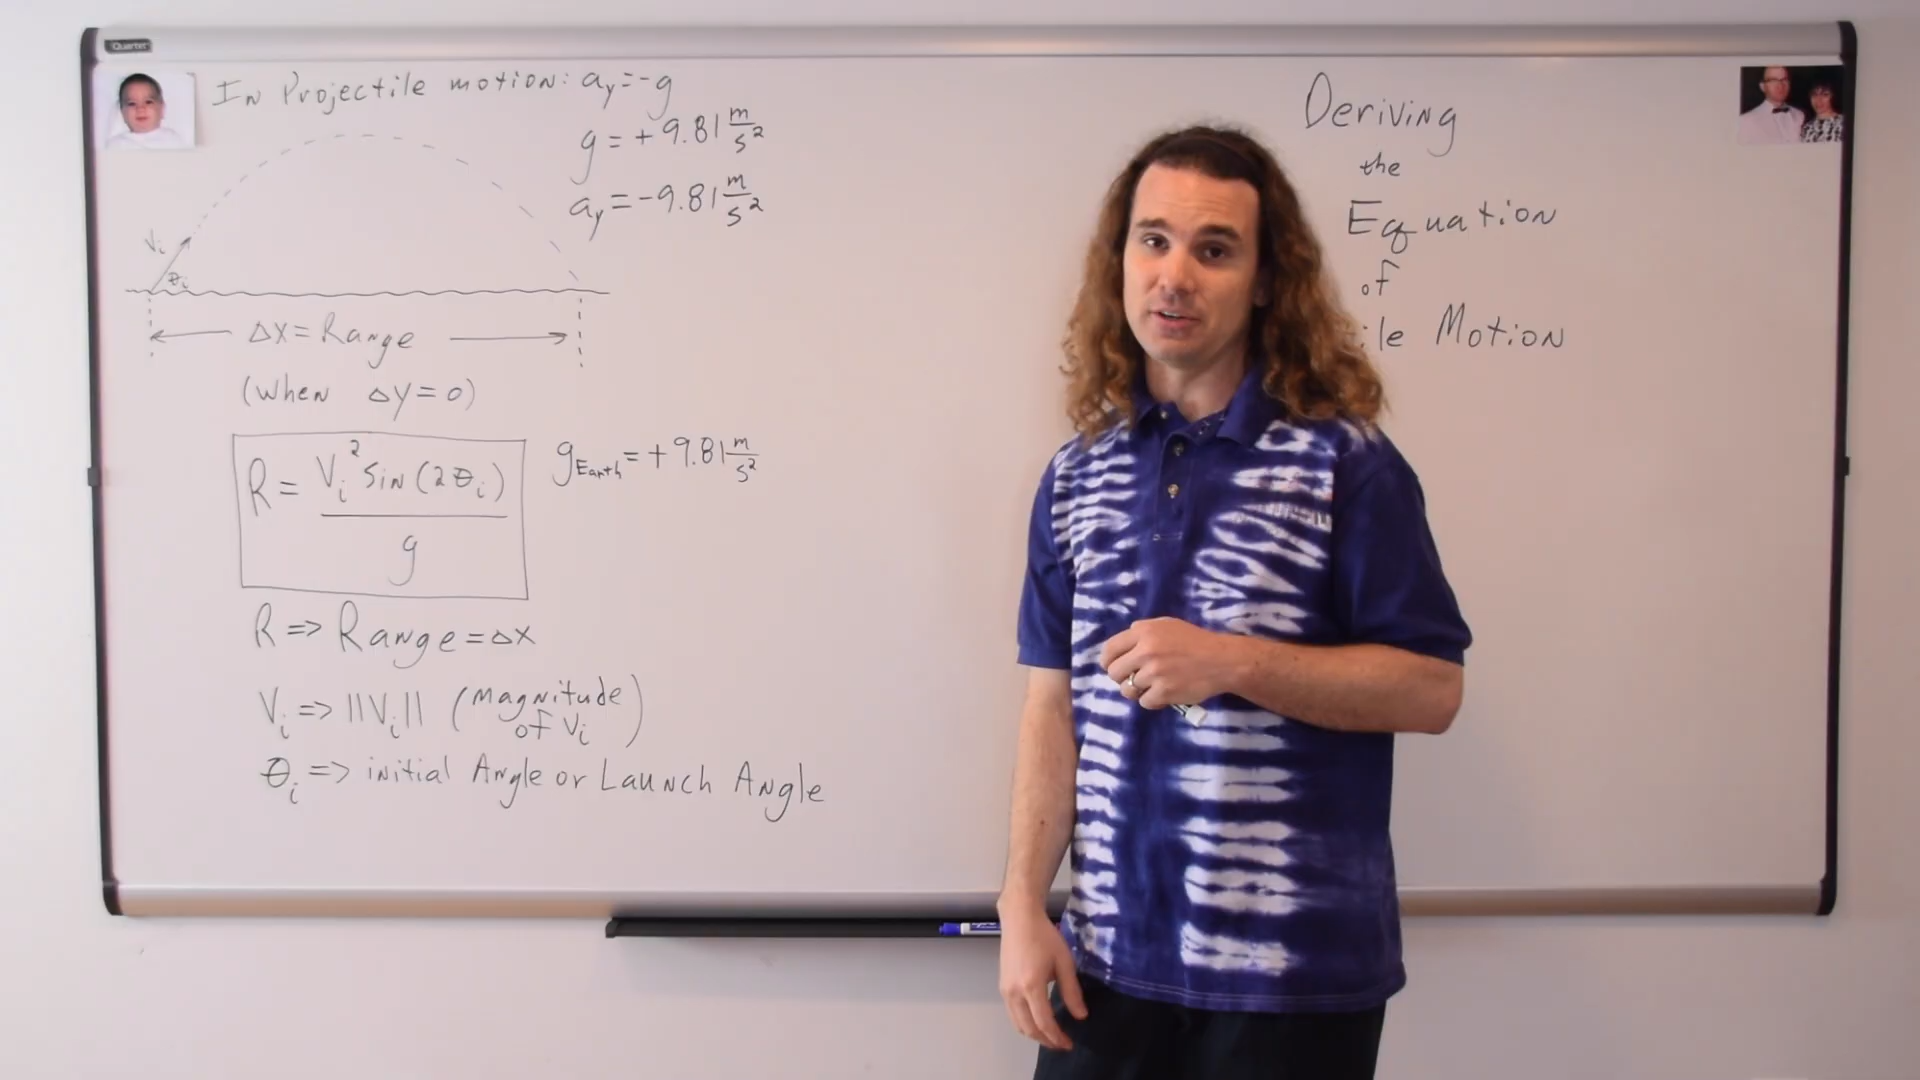 Quartet
In Projectile motion: ay = -g
g = +9.81 m/s²
ay = -9.81 m/s²
Vi
θi
Δx = Range
(when Δy = 0)
R = Vi² sin(2θi) / g
gEarth = +9.81 m/s²
R => Range = Δx
Vi => ||Vi|| (magnitude of Vi)
θi => initial Angle or Launch Angle
Deriving
the
Equation
of
ile Motion